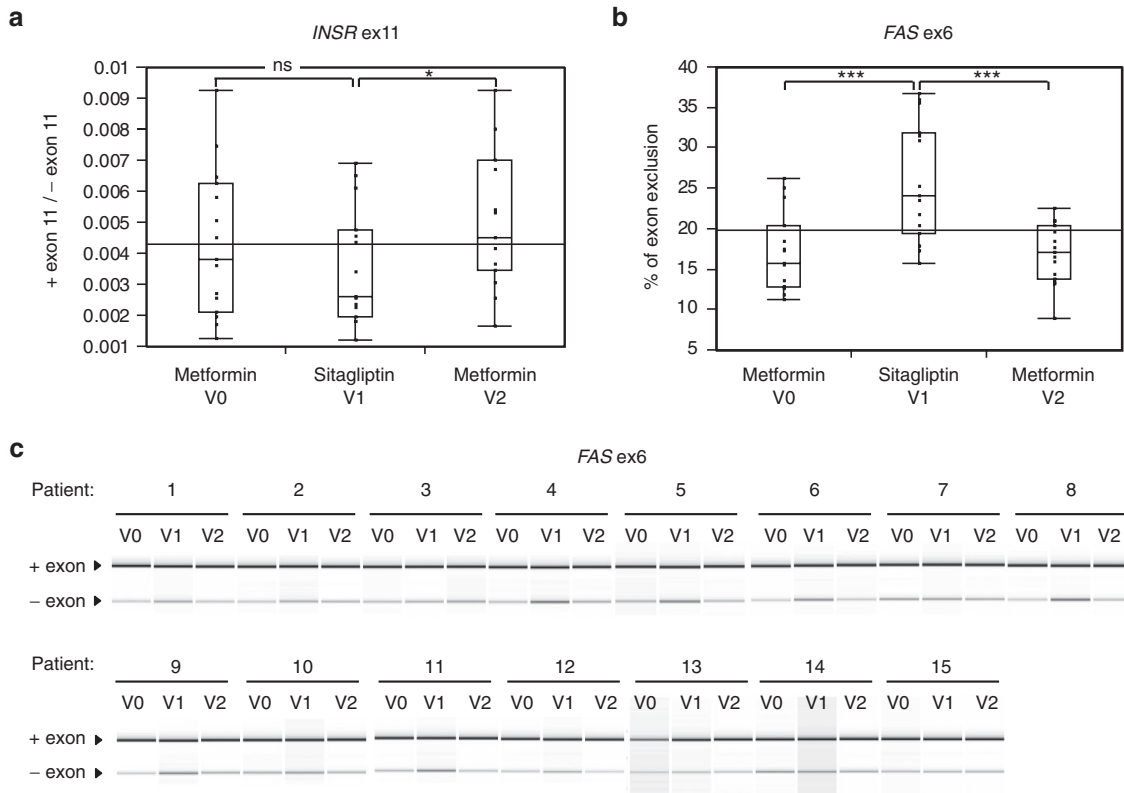 a
INSR ex11
+ exon 11 / – exon 11
0.01
0.009
0.008
0.007
0.006
0.005
0.004
0.003
0.002
0.001
ns
*
Metformin V0
Sitagliptin V1
Metformin V2
b
FAS ex6
% of exon exclusion
40
35
30
25
20
15
10
5
***
***
Metformin V0
Sitagliptin V1
Metformin V2
c
FAS ex6
Patient: 1 2 3 4 5 6 7 8
V0 V1 V2 V0 V1 V2 V0 V1 V2 V0 V1 V2 V0 V1 V2 V0 V1 V2 V0 V1 V2 V0 V1 V2
+ exon
– exon
Patient: 9 10 11 12 13 14 15
V0 V1 V2 V0 V1 V2 V0 V1 V2 V0 V1 V2 V0 V1 V2 V0 V1 V2 V0 V1 V2
+ exon
– exon